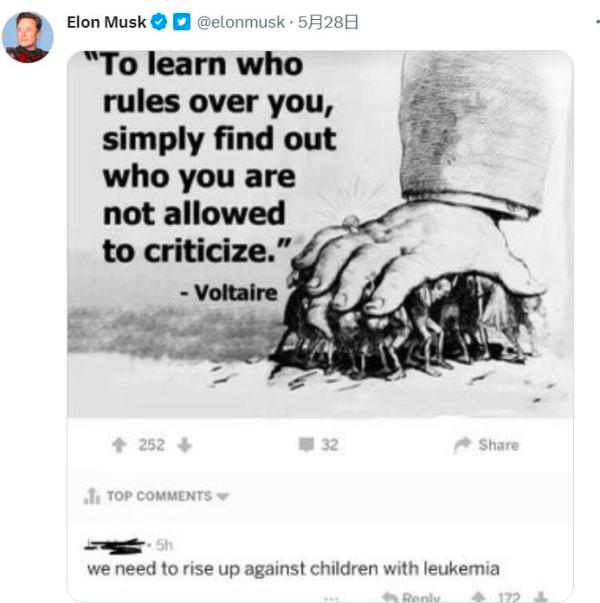 Elon Musk @elonmusk · 5月28日
“To learn who
rules over you,
simply find out
who you are
not allowed
to criticize.”
- Voltaire
252
32
Share
TOP COMMENTS
· 5h
we need to rise up against children with leukemia
... Reply 172